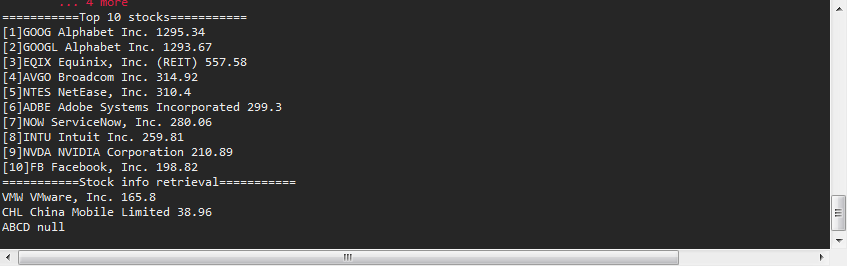 ... 4 more
===========Top 10 stocks===========
[1]GOOG Alphabet Inc. 1295.34
[2]GOOGL Alphabet Inc. 1293.67
[3]EQIX Equinix, Inc. (REIT) 557.58
[4]AVGO Broadcom Inc. 314.92
[5]NTES NetEase, Inc. 310.4
[6]ADBE Adobe Systems Incorporated 299.3
[7]NOW ServiceNow, Inc. 280.06
[8]INTU Intuit Inc. 259.81
[9]NVDA NVIDIA Corporation 210.89
[10]FB Facebook, Inc. 198.82
===========Stock info retrieval===========
VMW VMware, Inc. 165.8
CHL China Mobile Limited 38.96
ABCD null